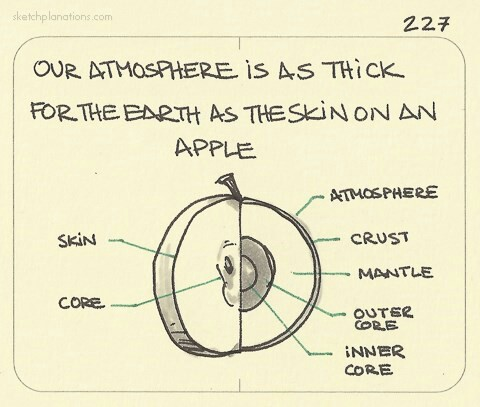 sketchplanations.com
227
OUR ATMOSPHERE IS AS THICK
FOR THE EARTH AS THE SKIN ON AN
APPLE
SKIN
CORE
ATMOSPHERE
CRUST
MANTLE
OUTER
CORE
INNER
CORE